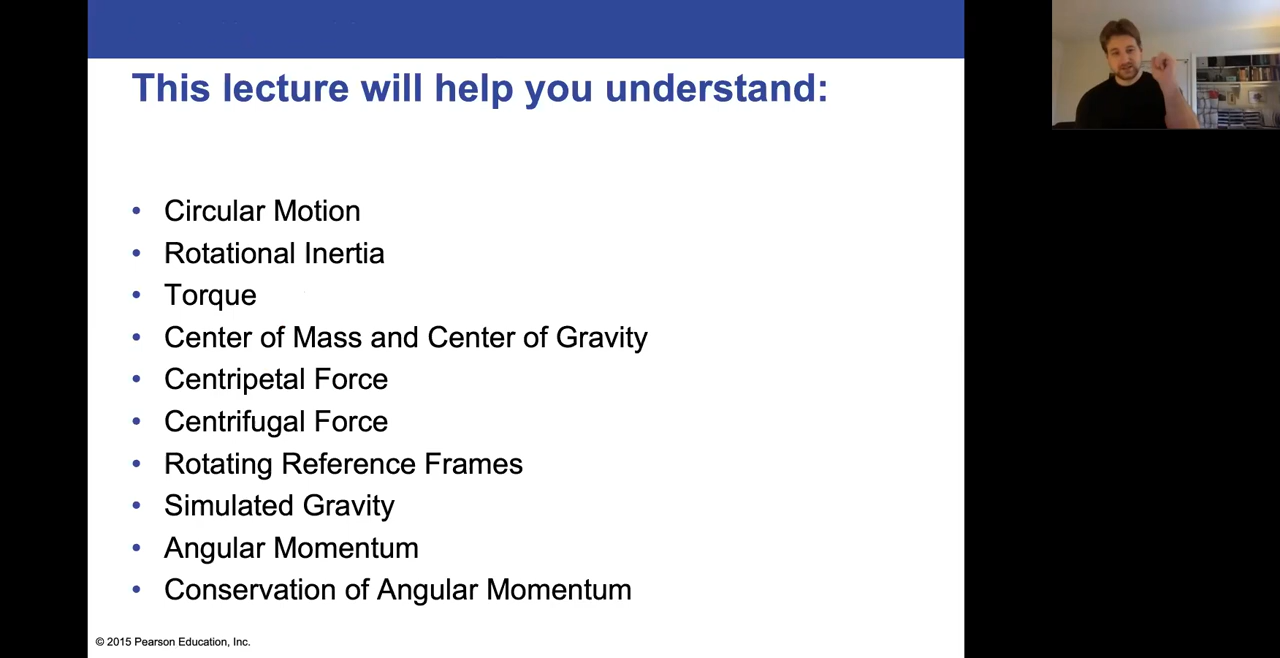 This lecture will help you understand:
• Circular Motion
• Rotational Inertia
• Torque
• Center of Mass and Center of Gravity
• Centripetal Force
• Centrifugal Force
• Rotating Reference Frames
• Simulated Gravity
• Angular Momentum
• Conservation of Angular Momentum
© 2015 Pearson Education, Inc.